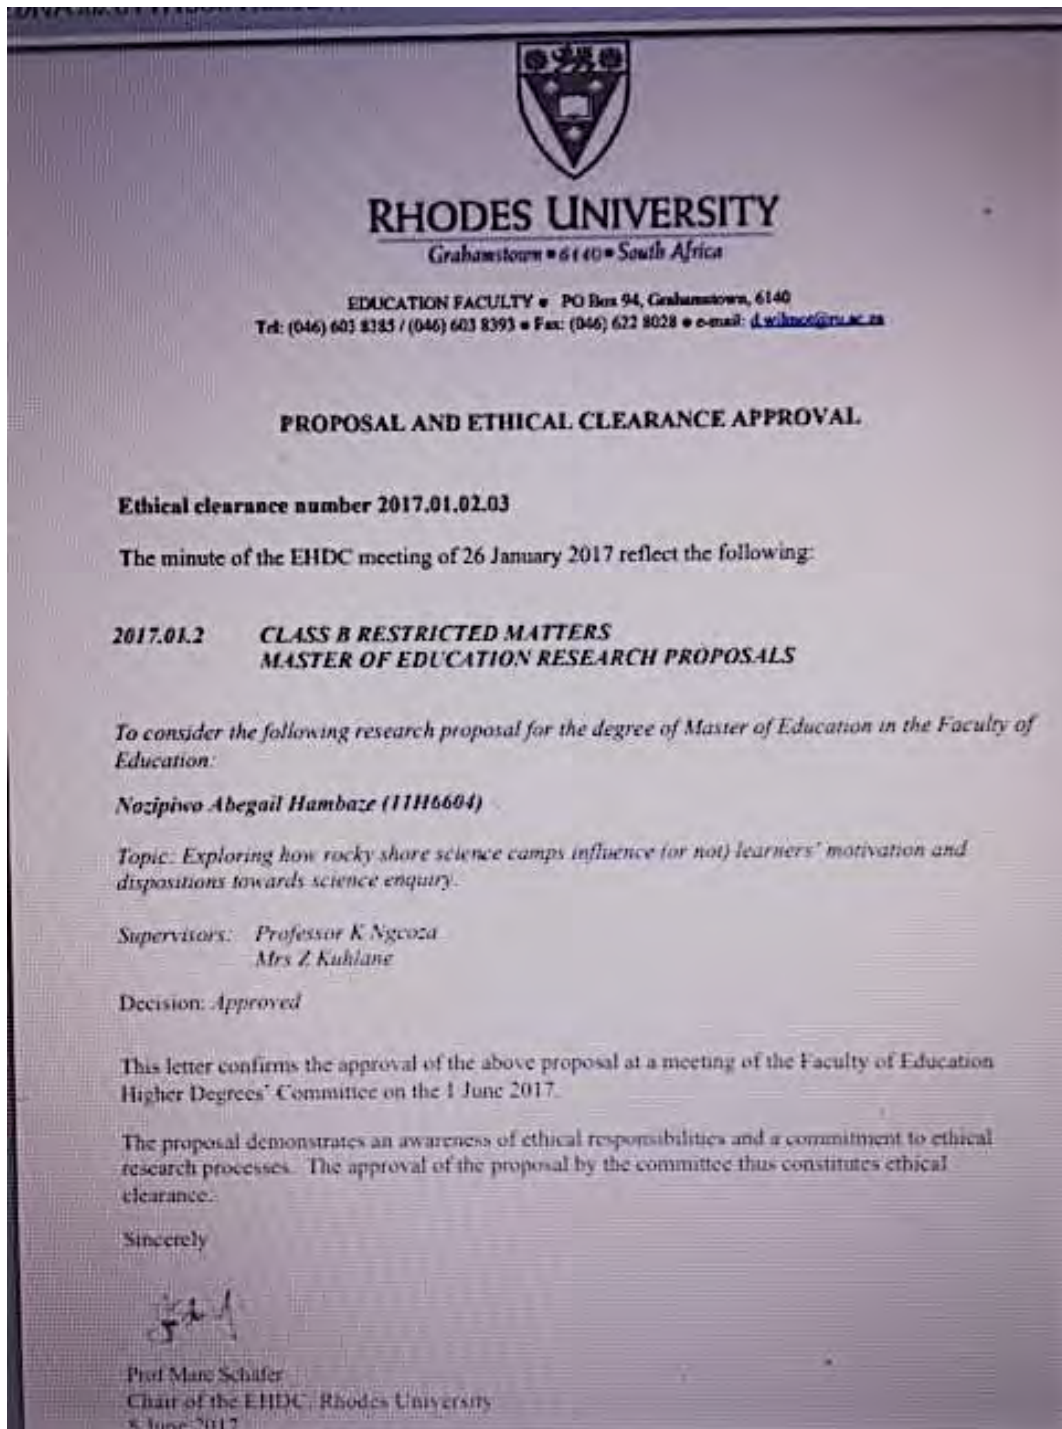 RHODES UNIVERSITY
Grahamstown • 6140 • South Africa
EDUCATION FACULTY • PO Box 94, Grahamstown, 6140
Tel: (046) 603 8385 / (046) 603 8393 • Fax: (046) 622 8028 • e-mail: d.wilmot@ru.ac.za
PROPOSAL AND ETHICAL CLEARANCE APPROVAL
Ethical clearance number 2017.01.02.03
The minute of the EHDC meeting of 26 January 2017 reflect the following:
2017.01.2 CLASS B RESTRICTED MATTERS
MASTER OF EDUCATION RESEARCH PROPOSALS
To consider the following research proposal for the degree of Master of Education in the Faculty of
Education:
Nozipiwo Abegail Hambaze (11H6604)
Topic: Exploring how rocky shore science camps influence (or not) learners' motivation and
dispositions towards science enquiry.
Supervisors: Professor K Ngcoza
Mrs Z Kuhlane
Decision: Approved
This letter confirms the approval of the above proposal at a meeting of the Faculty of Education
Higher Degrees' Committee on the 1 June 2017.
The proposal demonstrates an awareness of ethical responsibilities and a commitment to ethical
research processes. The approval of the proposal by the committee thus constitutes ethical
clearance.
Sincerely
Prof Marc Schäfer
Chair of the EHDC, Rhodes University
June 2017